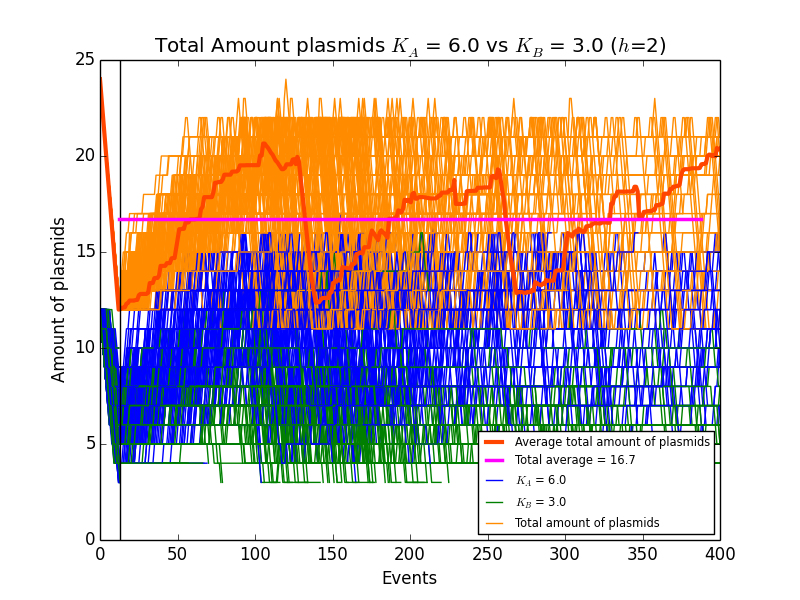 Total Amount plasmids K_A = 6.0 vs K_B = 3.0 (h=2)
25
20
15
10
5
0
Amount of plasmids
0 50 100 150 200 250 300 350 400
Events
Average total amount of plasmids
Total average = 16.7
K_A = 6.0
K_B = 3.0
Total amount of plasmids